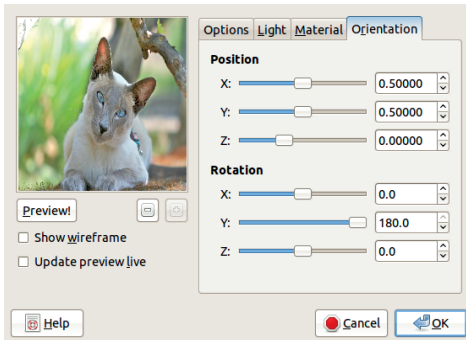 Options Light Material Orientation
Position
X: 0.50000
Y: 0.50000
Z: 0.00000
Rotation
X: 0.0
Y: 180.0
Z: 0.0
Preview!
Show wireframe
Update preview live
Help Cancel OK